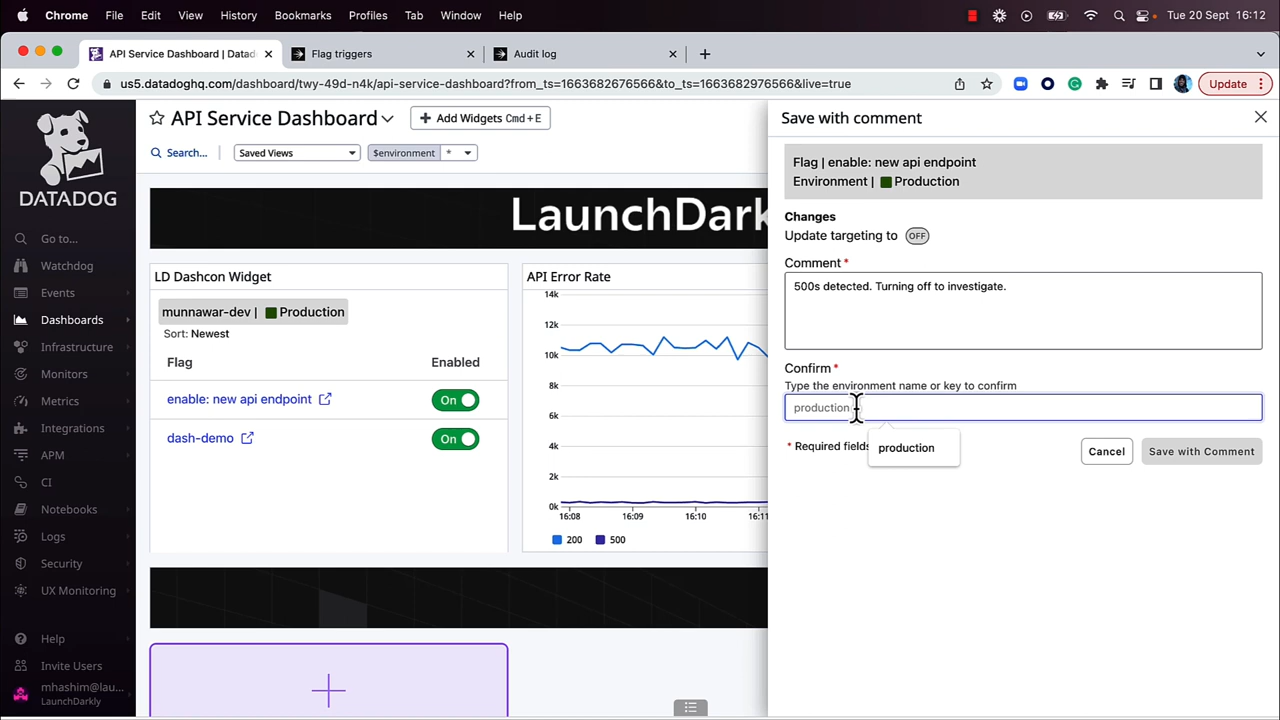 Chrome File Edit View History Bookmarks Profiles Tab Window Help Tue 20 Sept 16:12
API Service Dashboard | Datad
Flag triggers
Audit log
us5.datadoghq.com/dashboard/twy-49d-n4k/api-service-dashboard?from_ts=1663682676566&to_ts=1663682976566&live=true
Update
DATADOG
Go to...
Watchdog
Events
Dashboards
Infrastructure
Monitors
Metrics
Integrations
APM
CI
Notebooks
Logs
Security
UX Monitoring
Help
Invite Users
mhashim@lau...
LaunchDarkly
API Service Dashboard
Add Widgets Cmd+E
Search...
Saved Views
$environment *
LaunchDark
LD Dashcon Widget
munnawar-dev | Production
Sort: Newest
Flag Enabled
enable: new api endpoint On
dash-demo On
API Error Rate
14k
12k
10k
8k
6k
4k
2k
0k
16:08 16:09 16:10 16:11
200 500
Save with comment
Flag | enable: new api endpoint
Environment | Production
Changes
Update targeting to OFF
Comment *
500s detected. Turning off to investigate.
Confirm *
Type the environment name or key to confirm
production
* Required fields
production
Cancel
Save with Comment